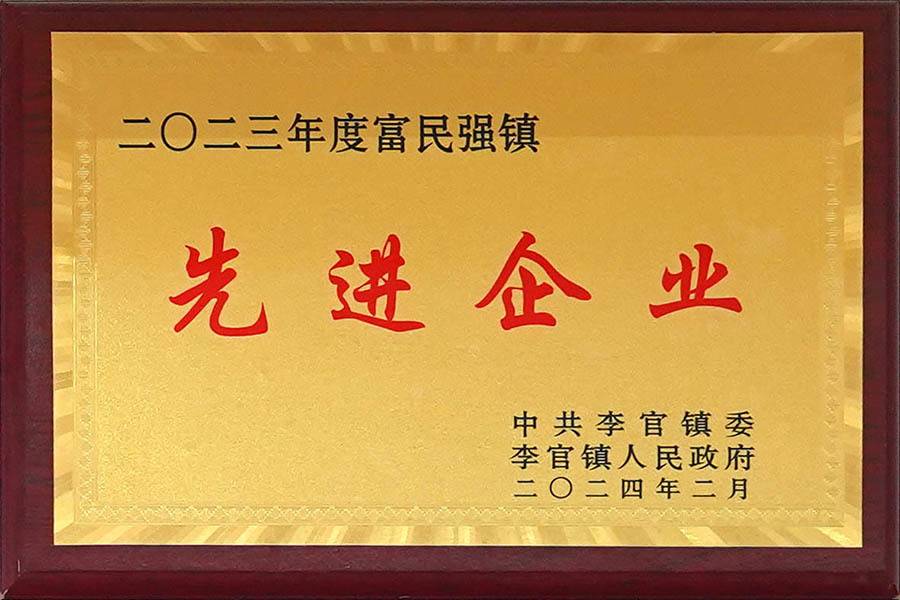 二〇二三年度富民强镇
先进企业
中共李官镇委
李官镇人民政府
二〇二四年二月